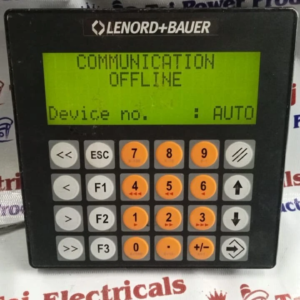 LENORD+BAUER
COMMUNICATION
OFFLINE
Device no. : AUTO
<< ESC 7 8 9
< F1 4 5 6
> F2 1 2 3
>> F3 0 . +/-
Electricals